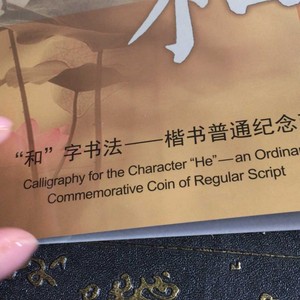 “和”字书法——楷书普通纪念
Calligraphy for the Character “He”—an Ordina
Commemorative Coin of Regular Script